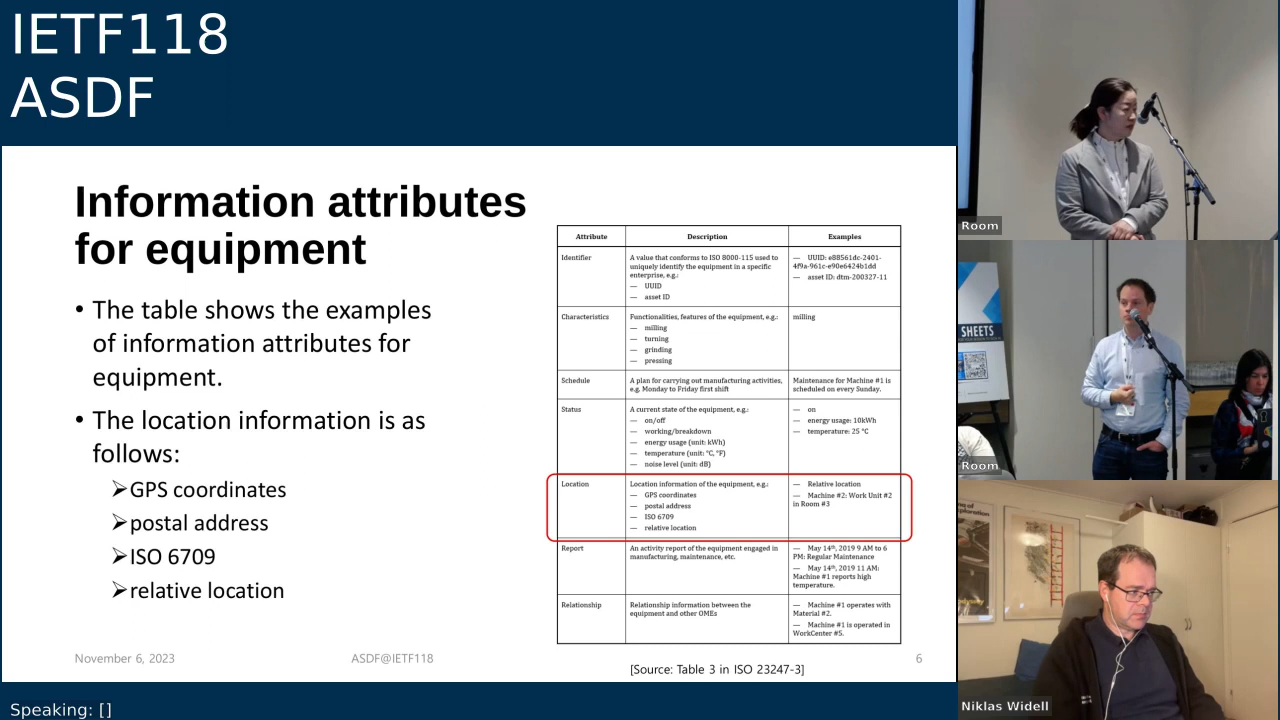 IETF118
ASDF
Information attributes
for equipment
• The table shows the examples
of information attributes for
equipment.
• The location information is as
follows:
➢GPS coordinates
➢postal address
➢ISO 6709
➢relative location
Attribute Description Examples
Identifier
A value that conforms to ISO 8000-115 used to
uniquely identify the equipment in a specific
enterprise, e.g.:
— UUID
— asset ID
— UUID: e88561dc-2401-
4f9a-961c-e90e6424b1dd
— asset ID: dtm-200327-11
Characteristics
Functionalities, features of the equipment, e.g.:
— milling
— turning
— grinding
— pressing
milling
Schedule
A plan for carrying out manufacturing activities,
e.g. Monday to Friday first shift
Maintenance for Machine #1 is
scheduled on every Sunday.
Status
A current state of the equipment, e.g.:
— on/off
— working/breakdown
— energy usage (unit: kWh)
— temperature (unit: °C, °F)
— noise level (unit: dB)
— on
— energy usage: 10kWh
— temperature: 25 °C
Location
Location information of the equipment, e.g.:
— GPS coordinates
— postal address
— ISO 6709
— relative location
— Relative location
— Machine #2: Work Unit #2
in Room #3
Report
An activity report of the equipment engaged in
manufacturing, maintenance, etc.
— May 14th, 2019 9 AM to 6
PM: Regular Maintenance
— May 14th, 2019 11 AM:
Machine #1 reports high
temperature.
Relationship
Relationship information between the
equipment and other OMEs
— Machine #1 operates with
Material #2.
— Machine #1 is operated in
WorkCenter #5.
[Source: Table 3 in ISO 23247-3]
November 6, 2023
ASDF@IETF118
6
Speaking: []
Room
SHEETS
Room
Niklas Widell